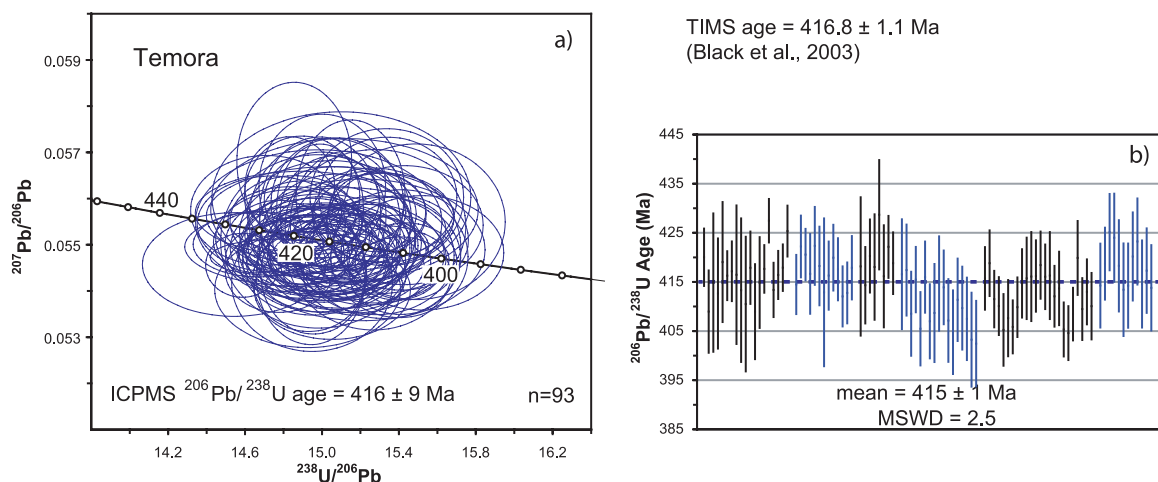 Temora
a)
0.059
0.057
0.055
0.053
²⁰⁷Pb/²⁰⁶Pb
440
420
400
ICPMS ²⁰⁶Pb/²³⁸U age = 416 ± 9 Ma
n=93
14.2
14.6
15.0
15.4
15.8
16.2
²³⁸U/²⁰⁶Pb
TIMS age = 416.8 ± 1.1 Ma
(Black et al., 2003)
b)
445
435
425
415
405
395
385
²⁰⁶Pb/²³⁸U Age (Ma)
mean = 415 ± 1 Ma
MSWD = 2.5